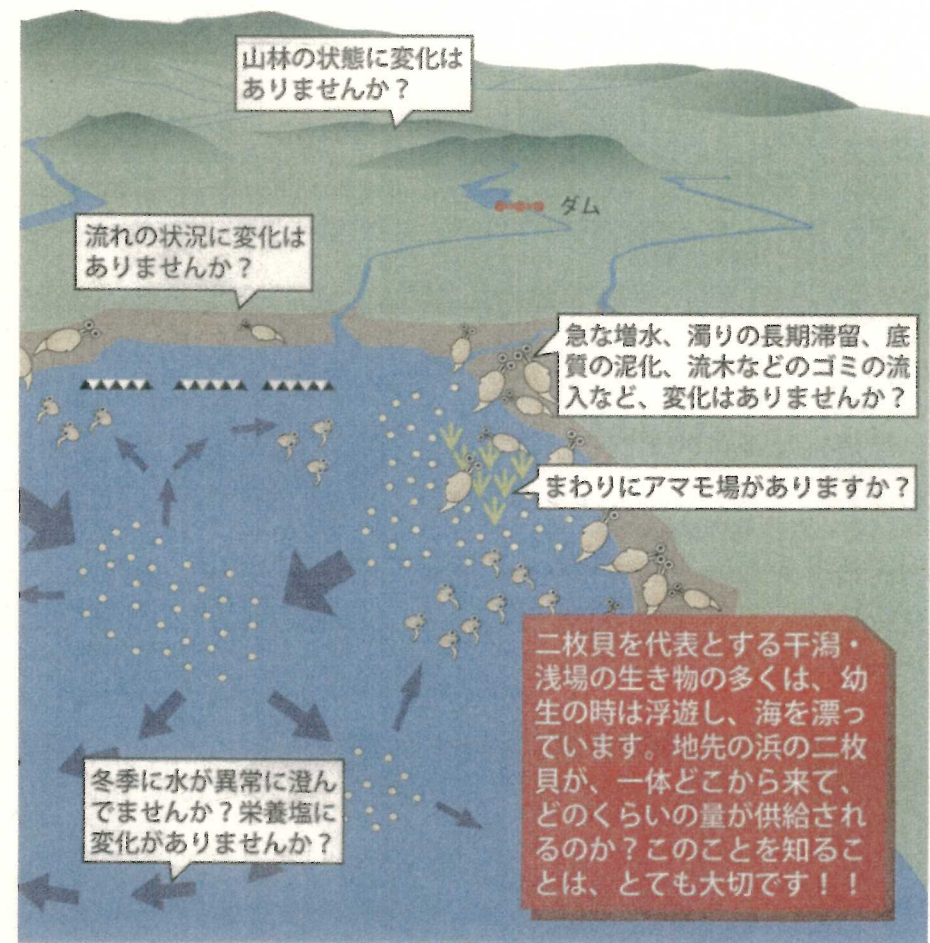 山林の状態に変化は
ありませんか？
ダム
流れの状況に変化は
ありませんか？
急な増水、濁りの長期滞留、底
質の泥化、流木などのゴミの流
入など、変化はありませんか？
まわりにアマモ場がありますか？
二枚貝を代表とする干潟・
浅場の生き物の多くは、幼
生の時は浮遊し、海を漂っ
ています。地先の浜の二枚
貝が、一体どこから来て、
どのくらいの量が供給され
るのか？このことを知るこ
とは、とても大切です！！
冬季に水が異常に澄ん
でませんか？栄養塩に
変化がありませんか？